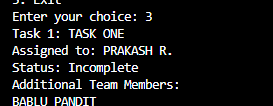 5. Exit
Enter your choice: 3
Task 1: TASK ONE
Assigned to: PRAKASH R.
Status: Incomplete
Additional Team Members:
BABLU PANDIT